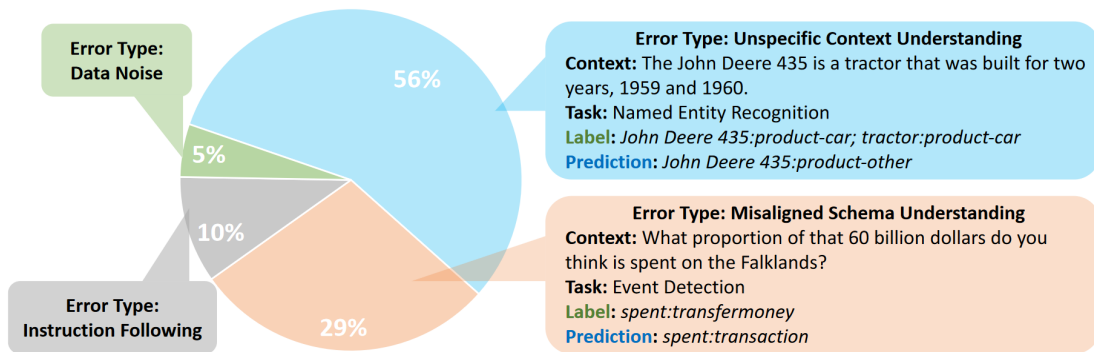 Error Type:
Data Noise
56%
5%
10%
29%
Error Type:
Instruction Following
Error Type: Unspecific Context Understanding
Context: The John Deere 435 is a tractor that was built for two
years, 1959 and 1960.
Task: Named Entity Recognition
Label: John Deere 435:product-car; tractor:product-car
Prediction: John Deere 435:product-other
Error Type: Misaligned Schema Understanding
Context: What proportion of that 60 billion dollars do you
think is spent on the Falklands?
Task: Event Detection
Label: spent:transfermoney
Prediction: spent:transaction